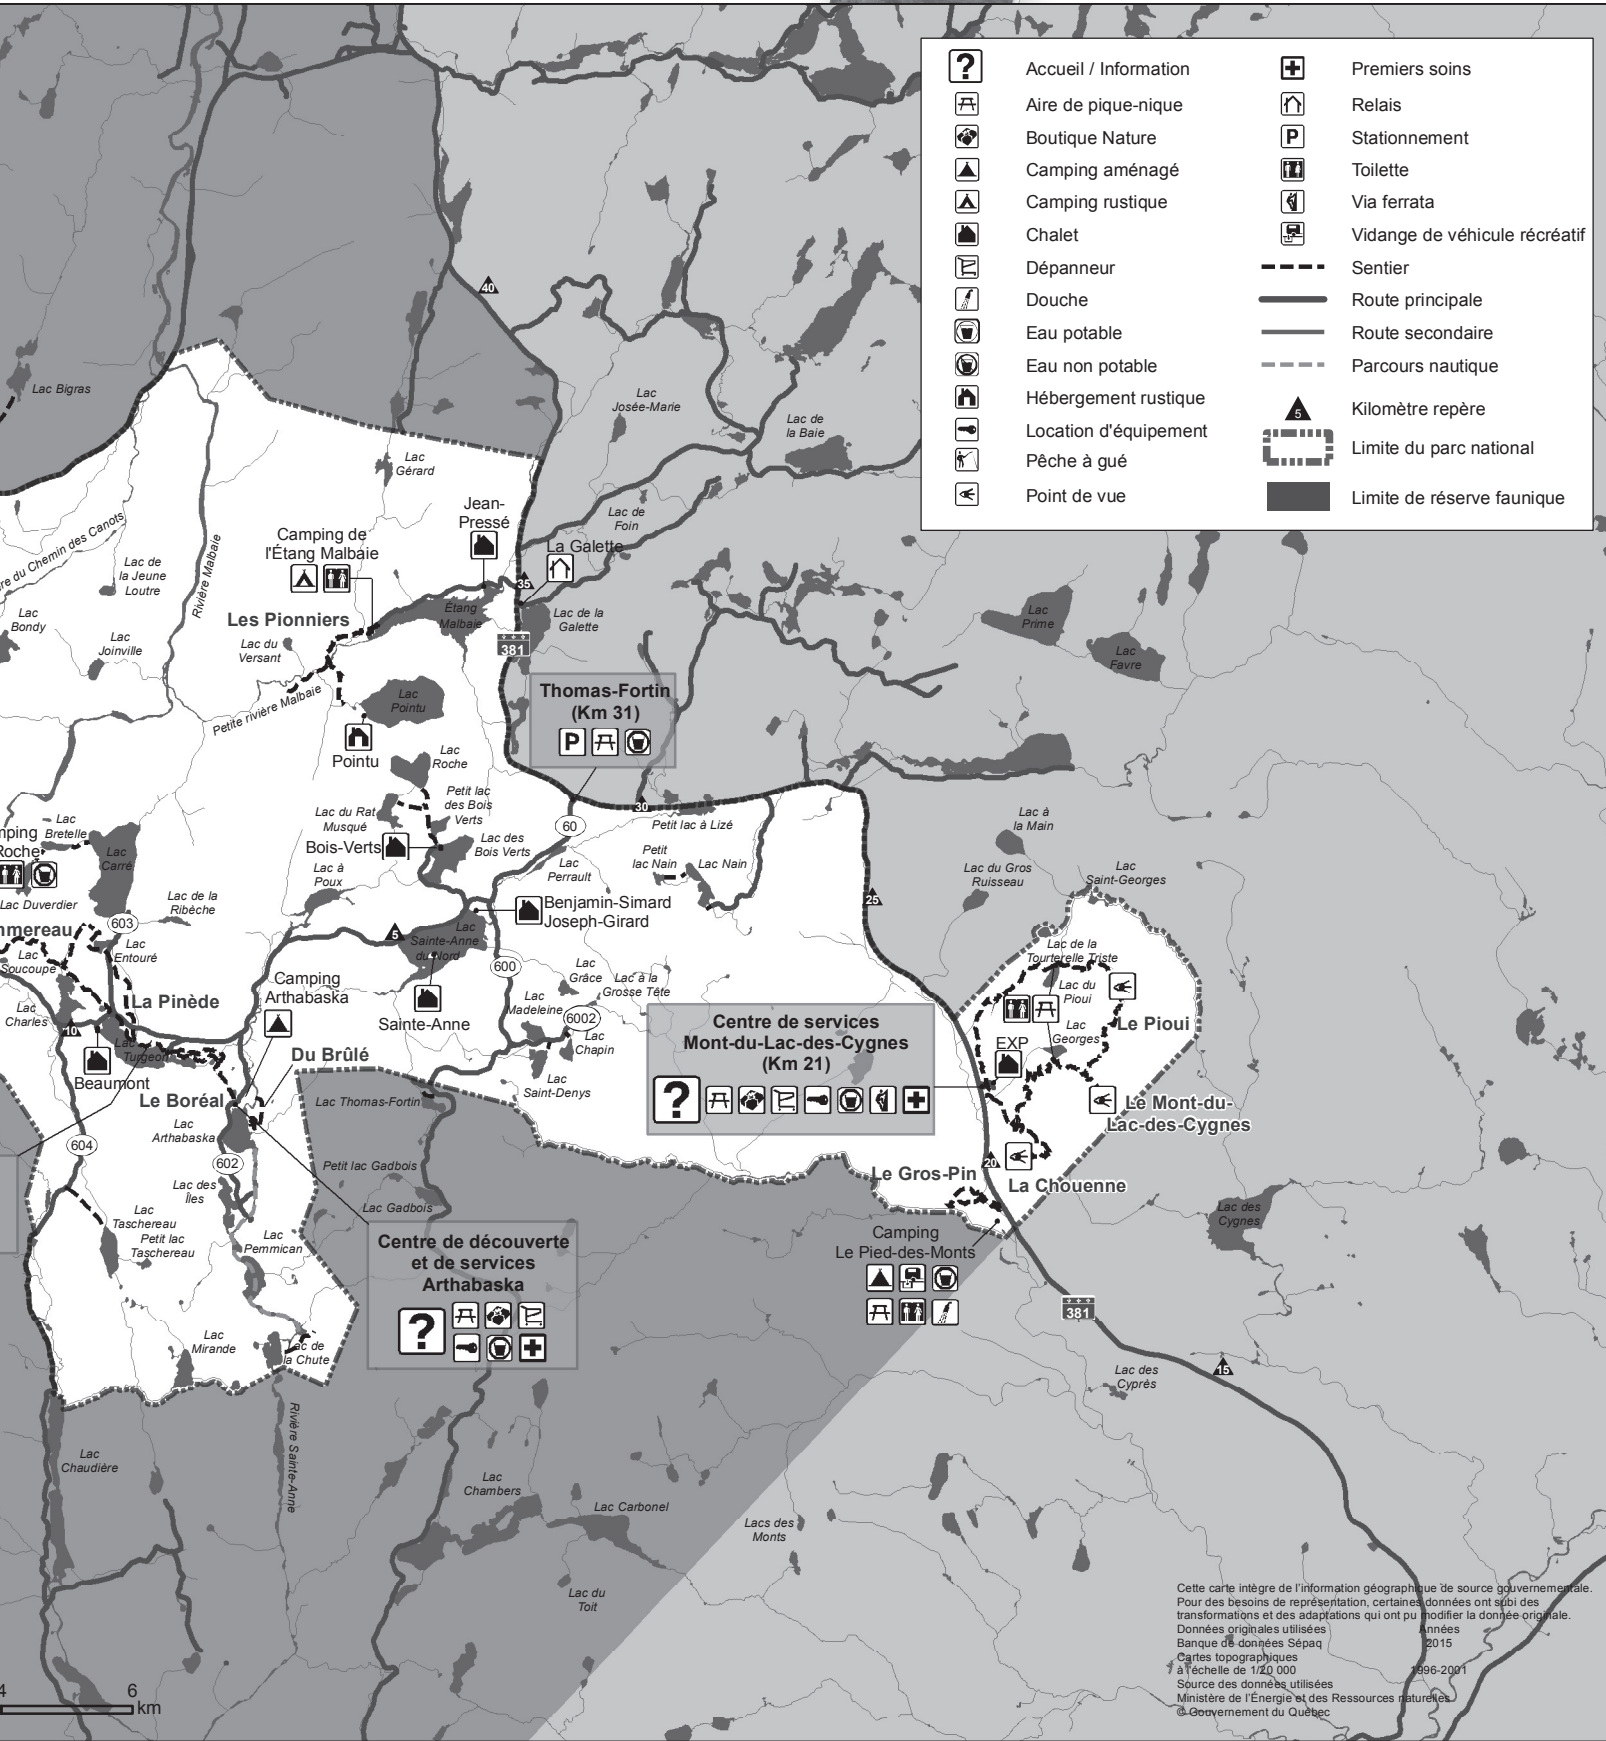 Accueil / Information
Aire de pique-nique
Boutique Nature
Camping aménagé
Camping rustique
Chalet
Dépanneur
Douche
Eau potable
Eau non potable
Hébergement rustique
Location d'équipement
Pêche à gué
Point de vue
Premiers soins
Relais
P Stationnement
Toilette
Via ferrata
Vidange de véhicule récréatif
Sentier
Route principale
Route secondaire
Parcours nautique
5 Kilomètre repère
Limite du parc national
Limite de réserve faunique
40
Lac Bigras
Lac
Josée-Marie
Lac de
la Baie
Lac
Gérard
Jean-
Pressé
Lac de
Foin
Camping de
l'Étang Malbaie
La Galette
re du Chemin des Canots
Rivière Malbaie
Lac de
la Jeune
Loutre
35
Étang
Malbaie
Lac de la
Galette
Lac
Prime
Lac
Bondy
Les Pionniers
Lac
Joinville
Lac du
Versant
381
Lac
Favre
Petite rivière Malbaie
Lac
Pointu
Thomas-Fortin
(Km 31)
P
Pointu
Lac
Roche
Petit lac
des Bois
Verts
Lac du Rat
Musqué
30
Petit lac à Lizé
60
Lac à
la Main
Lac
Bretelle
mping
Roche
Lac
Carré
Bois-Verts
Lac des
Bois Verts
Lac
Perrault
Petit
lac Nain
Lac Nain
Lac à
Poux
Lac du Gros
Ruisseau
Lac
Saint-Georges
Lac Duverdier
Lac de la
Ribèche
25
Benjamin-Simard
Joseph-Girard
603
mmereau
5
Lac
Sainte-Anne
du Nord
Lac
Entouré
Lac
Soucoupe
Lac de la
Tourterelle Triste
600
Lac
Grâce
Lac à la
Grosse Tête
Camping
Arthabaska
La Pinède
Lac du
Pioui
Lac
Charles
Lac
Madeleine
6002
Sainte-Anne
10
Lac
Turgeon
Lac
Chapin
Centre de services
Mont-du-Lac-des-Cygnes
(Km 21)
?
Le Pioui
Lac
Georges
EXP
Du Brûlé
Beaumont
Lac
Saint-Denys
Le Boréal
Lac Thomas-Fortin
Le Mont-du-
Lac-des-Cygnes
Lac
Arthabaska
604
602
Petit lac Gadbois
20
Le Gros-Pin
La Chouenne
Lac des
Îles
Lac Gadbois
Lac
Taschereau
Petit lac
Taschereau
Lac des
Cygnes
Lac
Pemmican
Centre de découverte
et de services
Arthabaska
?
Camping
Le Pied-des-Monts
381
Lac
Mirande
Lac de
la Chute
15
Lac des
Cyprès
Rivière Sainte-Anne
Lac
Chaudière
Lac
Chambers
Lac Carbonel
Lacs des
Monts
Lac du
Toit
4 6
km
Cette carte intègre de l'information géographique de source gouvernementale.
Pour des besoins de représentation, certaines données ont subi des
transformations et des adaptations qui ont pu modifier la donnée originale.
Données originales utilisées Années
Banque de données Sépaq 2015
Cartes topographiques
à l'échelle de 1/20 000 1996-2001
Source des données utilisées
Ministère de l'Énergie et des Ressources naturelles
© Gouvernement du Québec